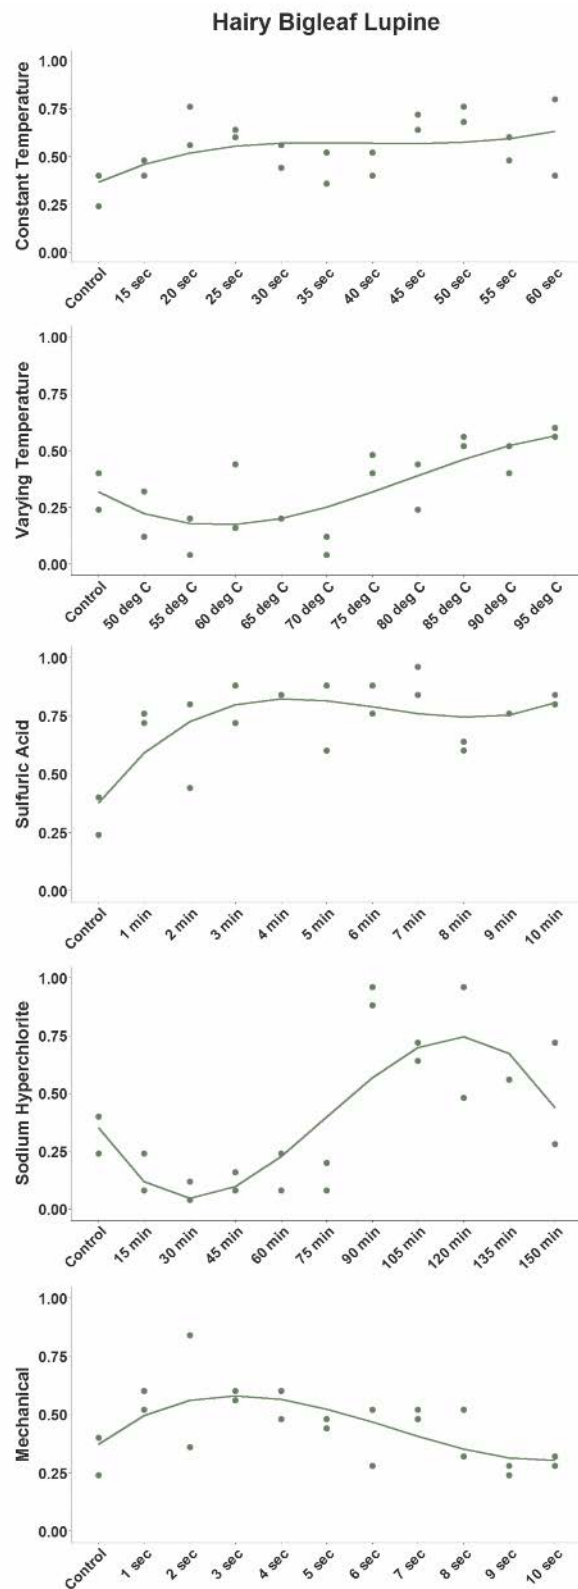 Hairy Bigleaf Lupine
Constant Temperature
1.00
0.75
0.50
0.25
0.00
Control
15 sec
20 sec
25 sec
30 sec
35 sec
40 sec
45 sec
50 sec
55 sec
60 sec
Varying Temperature
1.00
0.75
0.50
0.25
0.00
Control
50 deg C
55 deg C
60 deg C
65 deg C
70 deg C
75 deg C
80 deg C
85 deg C
90 deg C
95 deg C
Sulfuric Acid
1.00
0.75
0.50
0.25
0.00
Control
1 min
2 min
3 min
4 min
5 min
6 min
7 min
8 min
9 min
10 min
Sodium Hyperchlorite
1.00
0.75
0.50
0.25
0.00
Control
15 min
30 min
45 min
60 min
75 min
90 min
105 min
120 min
135 min
150 min
Mechanical
1.00
0.75
0.50
0.25
0.00
Control
1 sec
2 sec
3 sec
4 sec
5 sec
6 sec
7 sec
8 sec
9 sec
10 sec